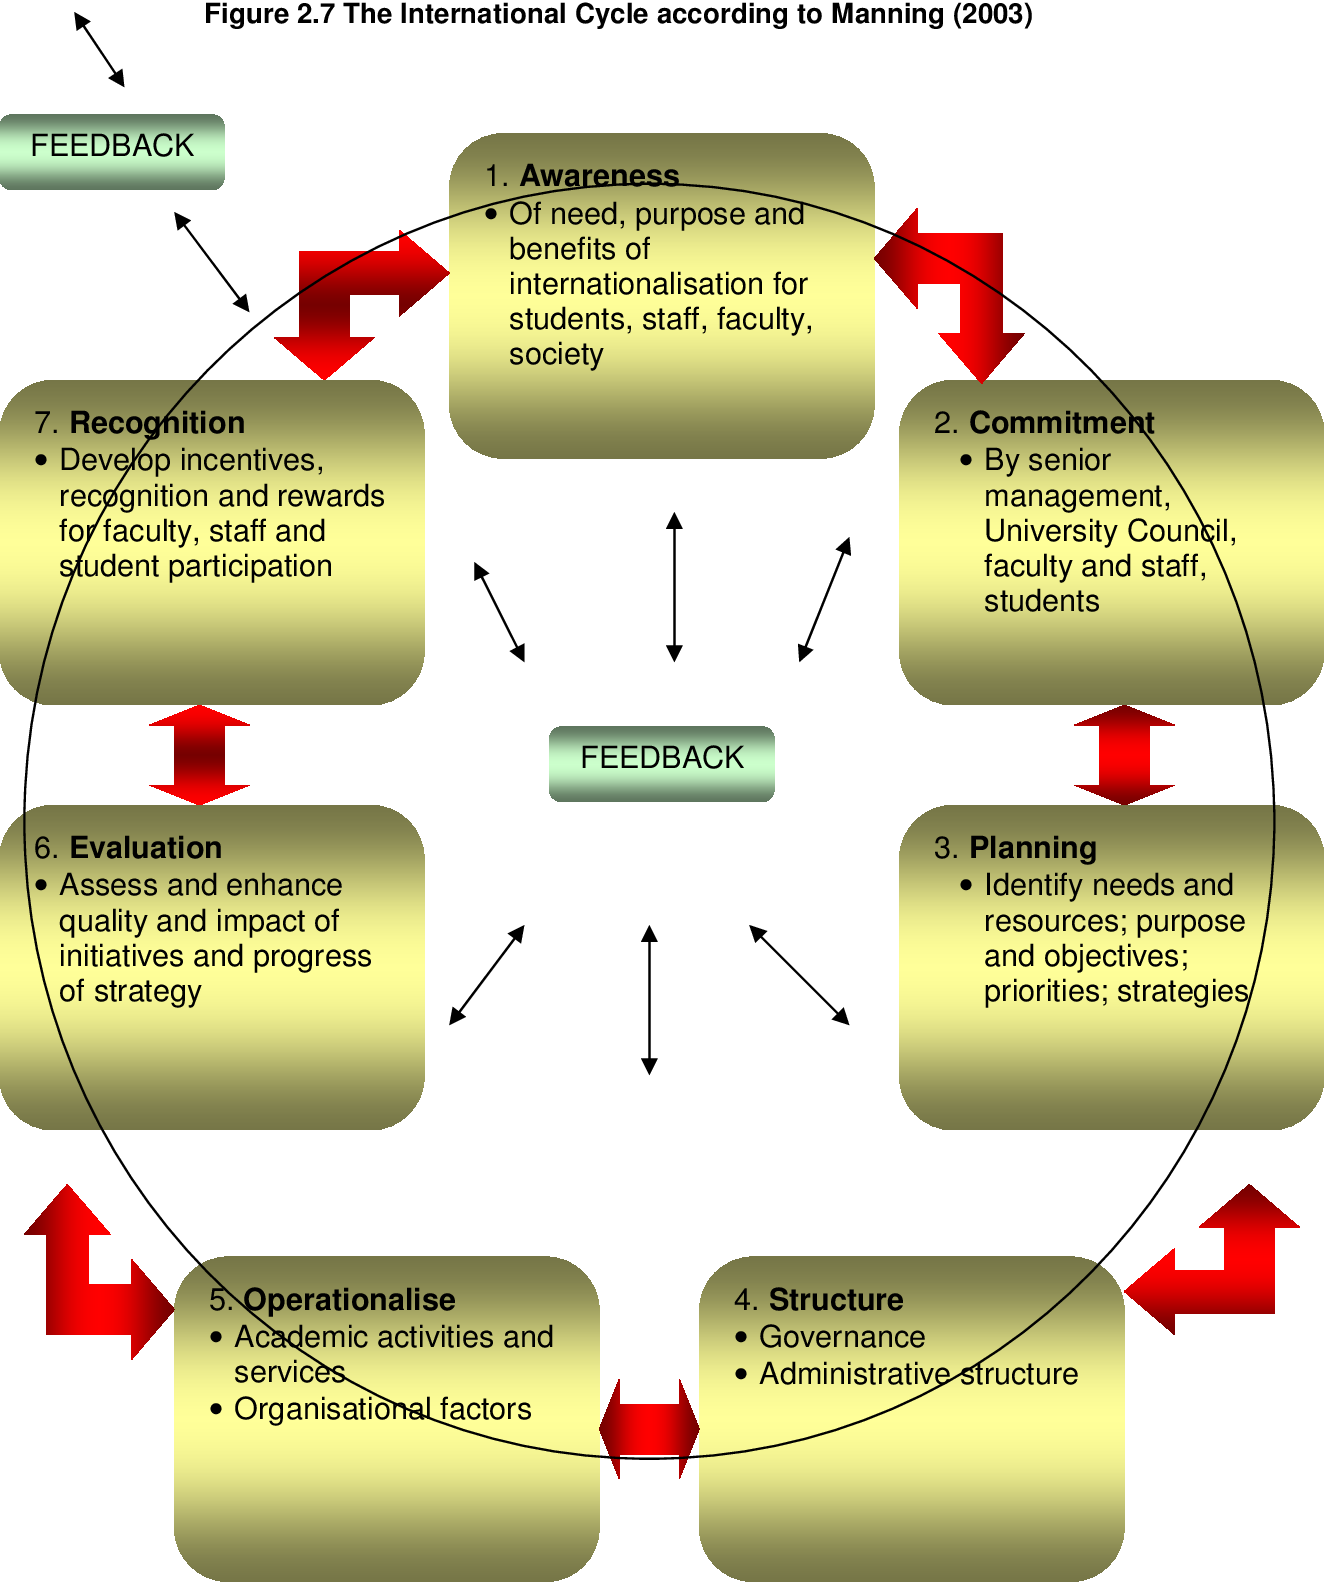 Figure 2.7 The International Cycle according to Manning (2003)
FEEDBACK
1. Awareness
• Of need, purpose and
benefits of
internationalisation for
students, staff, faculty,
society
2. Commitment
• By senior
management,
University Council,
faculty and staff,
students
7. Recognition
• Develop incentives,
recognition and rewards
for faculty, staff and
student participation
FEEDBACK
3. Planning
• Identify needs and
resources; purpose
and objectives;
priorities; strategies
6. Evaluation
• Assess and enhance
quality and impact of
initiatives and progress
of strategy
4. Structure
• Governance
• Administrative structure
5. Operationalise
• Academic activities and
services
• Organisational factors